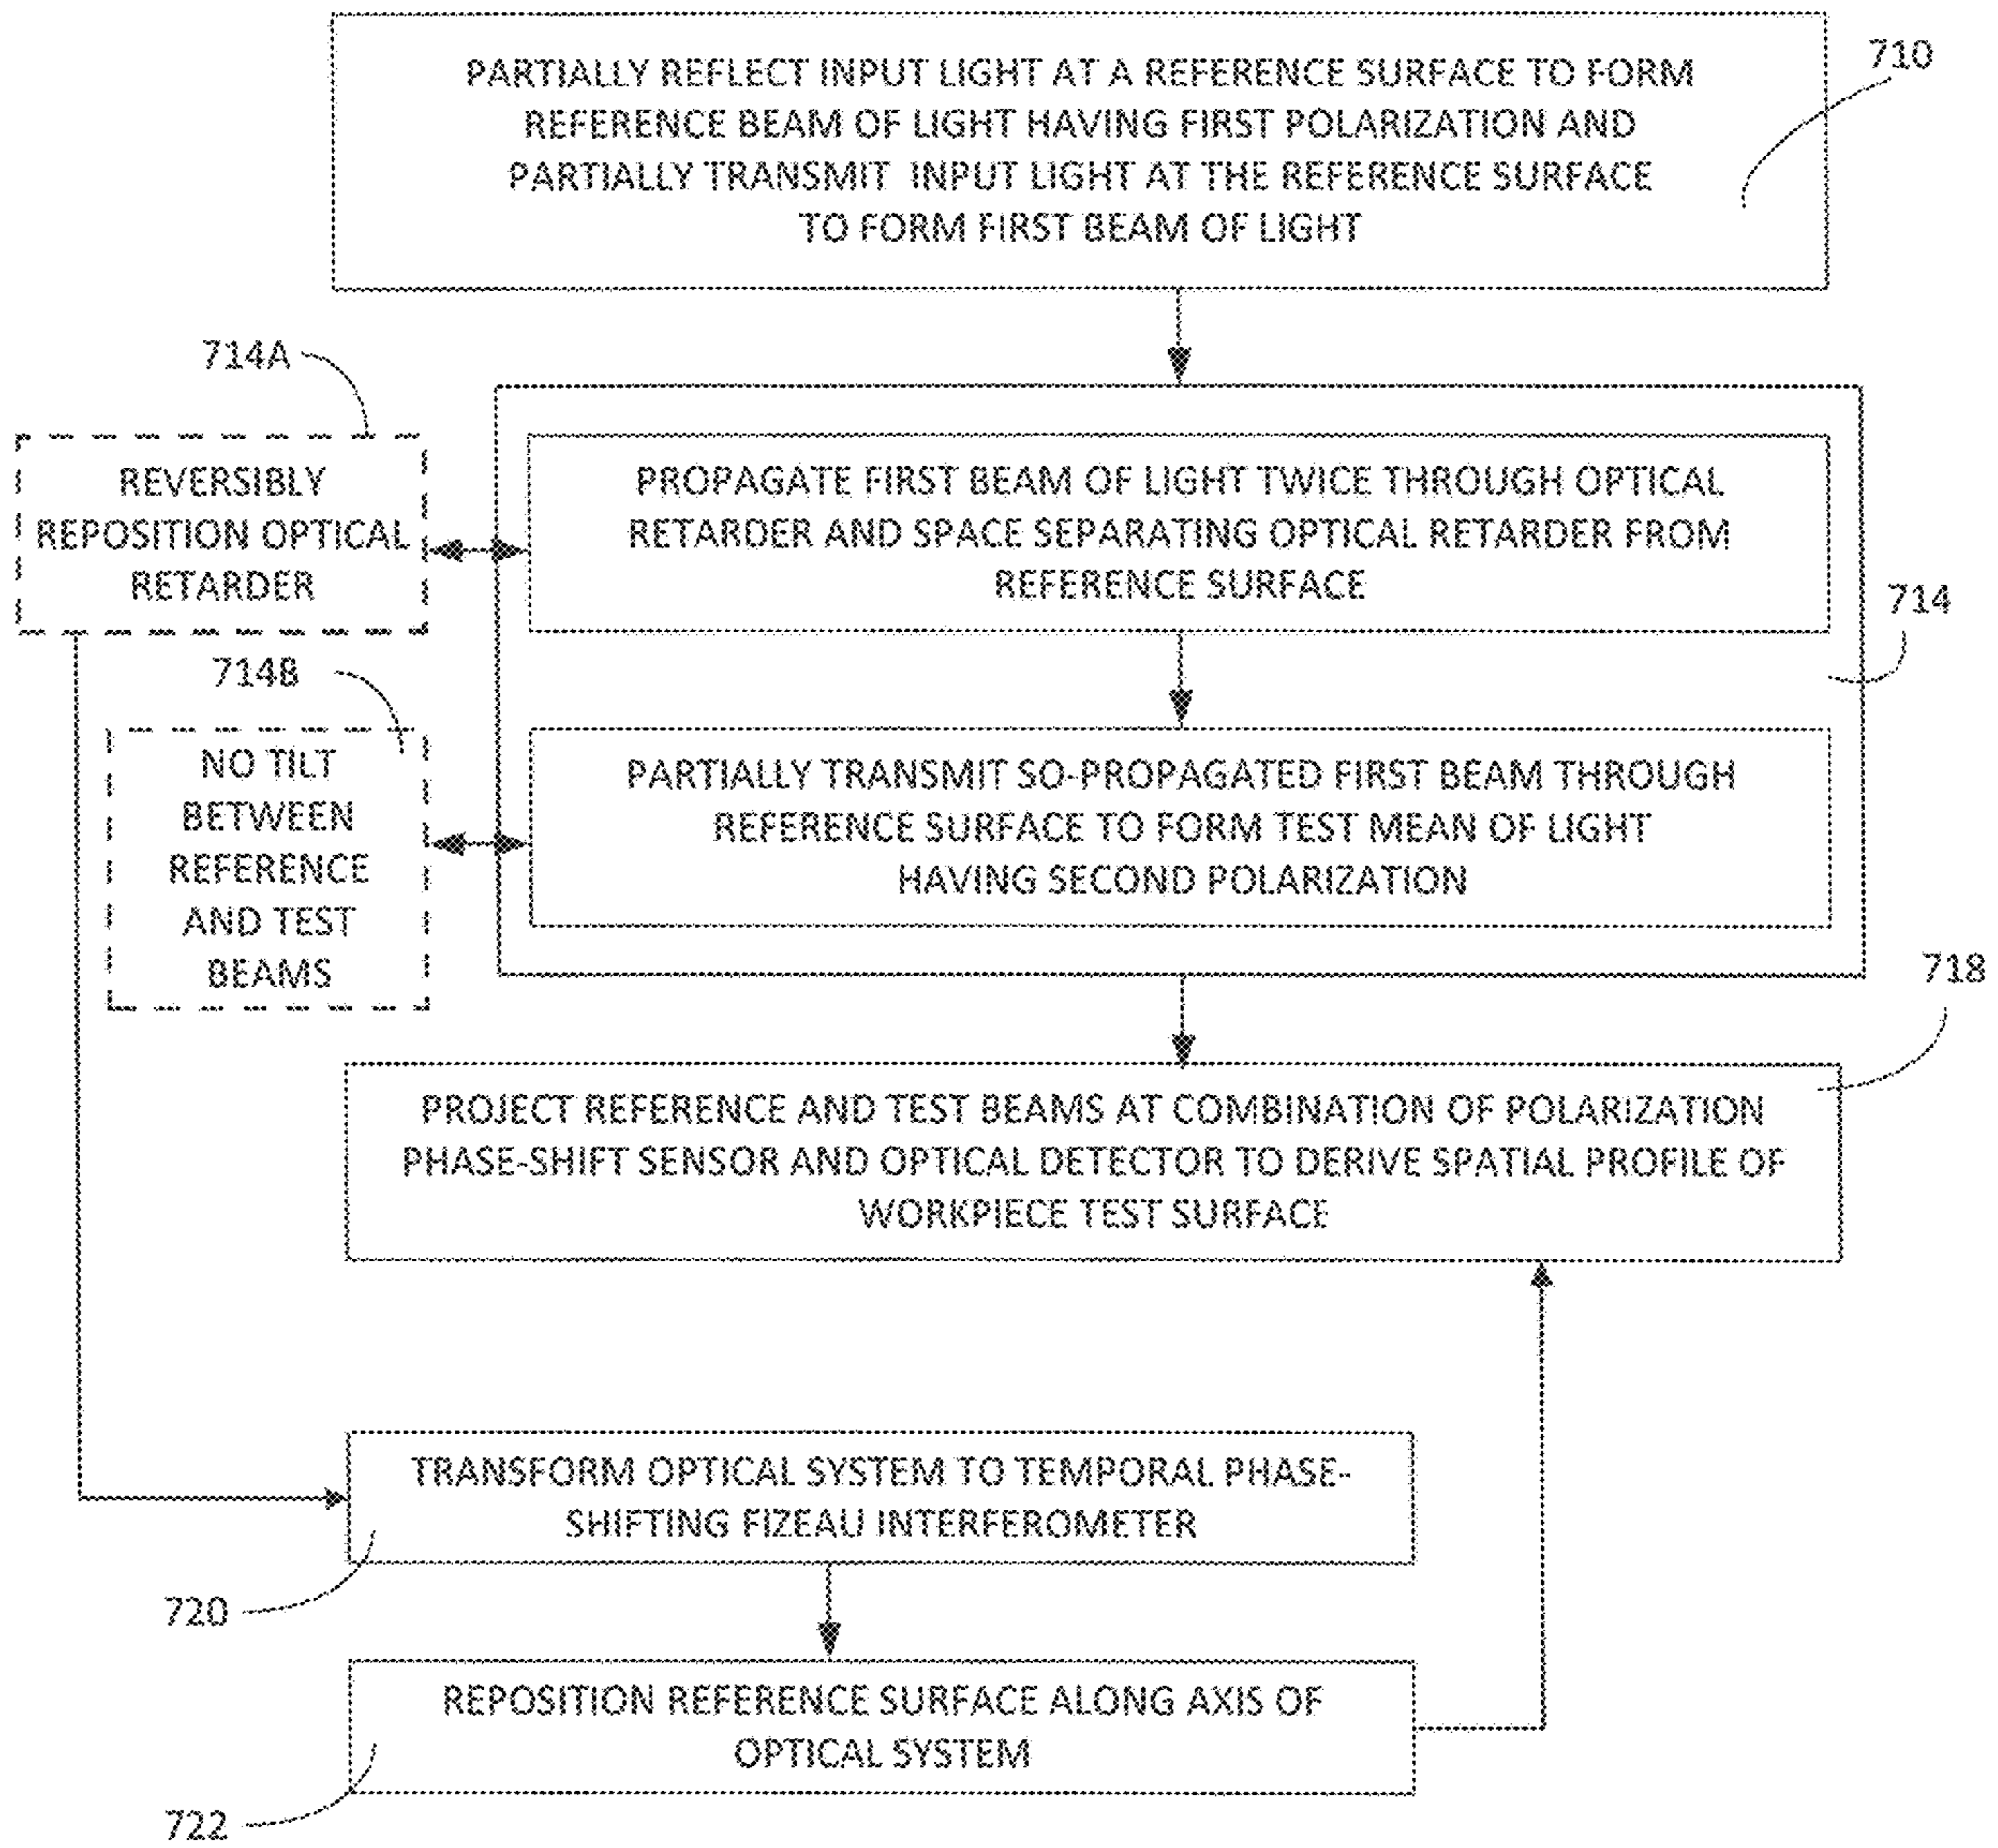 PARTIALLY REFLECT INPUT LIGHT AT A REFERENCE SURFACE TO FORM
REFERENCE BEAM OF LIGHT HAVING FIRST POLARIZATION AND
PARTIALLY TRANSMIT INPUT LIGHT AT THE REFERENCE SURFACE
TO FORM FIRST BEAM OF LIGHT
710
714A
REVERSIBLY
REPOSITION OPTICAL
RETARDER
PROPAGATE FIRST BEAM OF LIGHT TWICE THROUGH OPTICAL
RETARDER AND SPACE SEPARATING OPTICAL RETARDER FROM
REFERENCE SURFACE
714
714B
NO TILT
BETWEEN
REFERENCE
AND TEST
BEAMS
PARTIALLY TRANSMIT SO-PROPAGATED FIRST BEAM THROUGH
REFERENCE SURFACE TO FORM TEST MEAN OF LIGHT
HAVING SECOND POLARIZATION
718
PROJECT REFERENCE AND TEST BEAMS AT COMBINATION OF POLARIZATION
PHASE-SHIFT SENSOR AND OPTICAL DETECTOR TO DERIVE SPATIAL PROFILE OF
WORKPIECE TEST SURFACE
TRANSFORM OPTICAL SYSTEM TO TEMPORAL PHASE-
SHIFTING FIZEAU INTERFEROMETER
720
REPOSITION REFERENCE SURFACE ALONG AXIS OF
OPTICAL SYSTEM
722